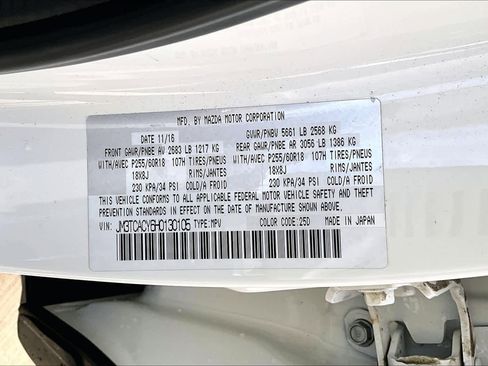 MFD. BY MAZDA MOTOR CORPORATION
DATE 11/16 GVWR/PNBV 5661 LB 2568 KG
FRONT GAWR/PNBE AV 2683 LB 1217 KG REAR GAWR/PNBE AR 3056 LB 1386 KG
WITH/AVEC P255/60R18 107H TIRES/PNEUS WITH/AVEC P255/60R18 107H TIRES/PNEUS
18X8J RIMS/JANTES 18X8J RIMS/JANTES
230 KPA/34 PSI COLD/A FROID 230 KPA/34 PSI COLD/A FROID
THIS VEHICLE CONFORMS TO ALL APPLICABLE FEDERAL MOTOR VEHICLE SAFETY AND THEFT
PREVENTION STANDARDS IN EFFECT ON THE DATE OF MANUFACTURE SHOWN ABOVE.
VIN: JM3TCACY6H0130105 TYPE: MPV COLOR CODE: 25D MADE IN JAPAN